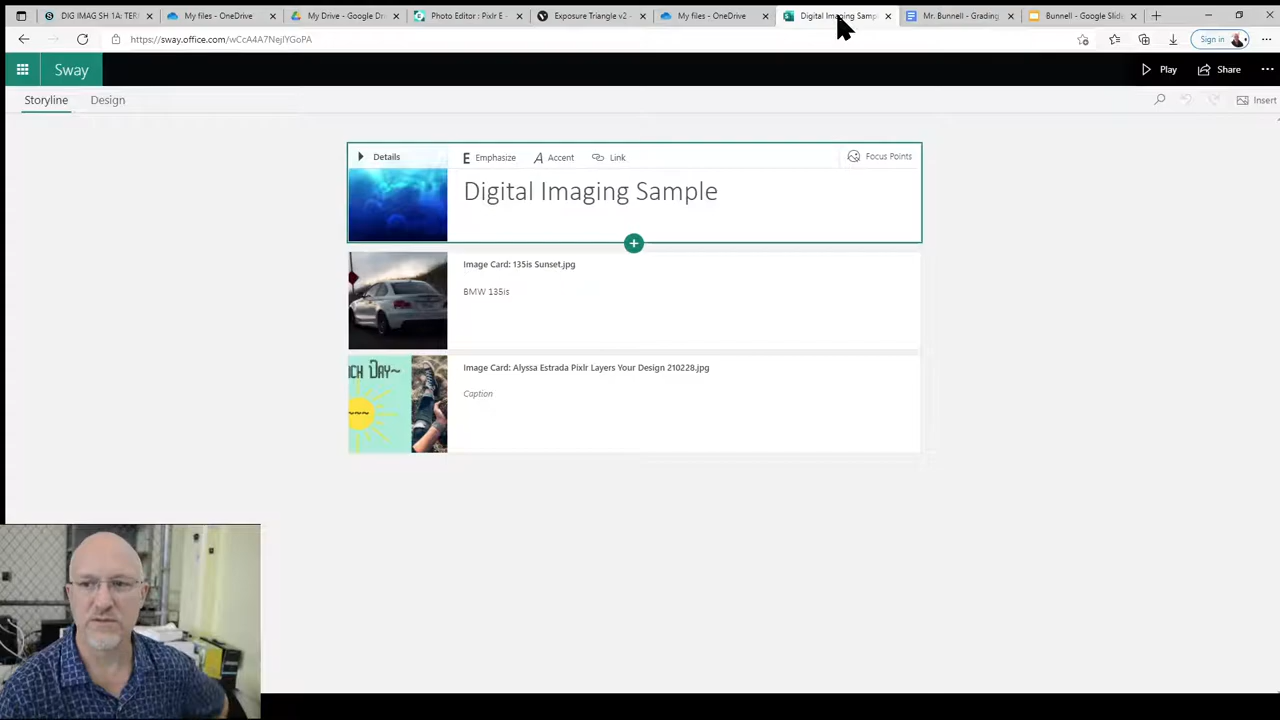 DIG IMAG SH 1A: TER
My files - OneDrive
My Drive - Google Dri
Photo Editor : Pixlr E -
Exposure Triangle v2 -
My files - OneDrive
Digital Imaging Samp
Mr. Bunnell - Grading
Bunnell - Google Slide
https://sway.office.com/wCcA4A7NejlYGoPA
Sign in
Sway
Play
Share
Storyline
Design
Insert
Details
E Emphasize
A Accent
Link
Focus Points
Digital Imaging Sample
Image Card: 135is Sunset.jpg
BMW 135is
Image Card: Alyssa Estrada Pixlr Layers Your Design 210228.jpg
CH DAY~
Caption